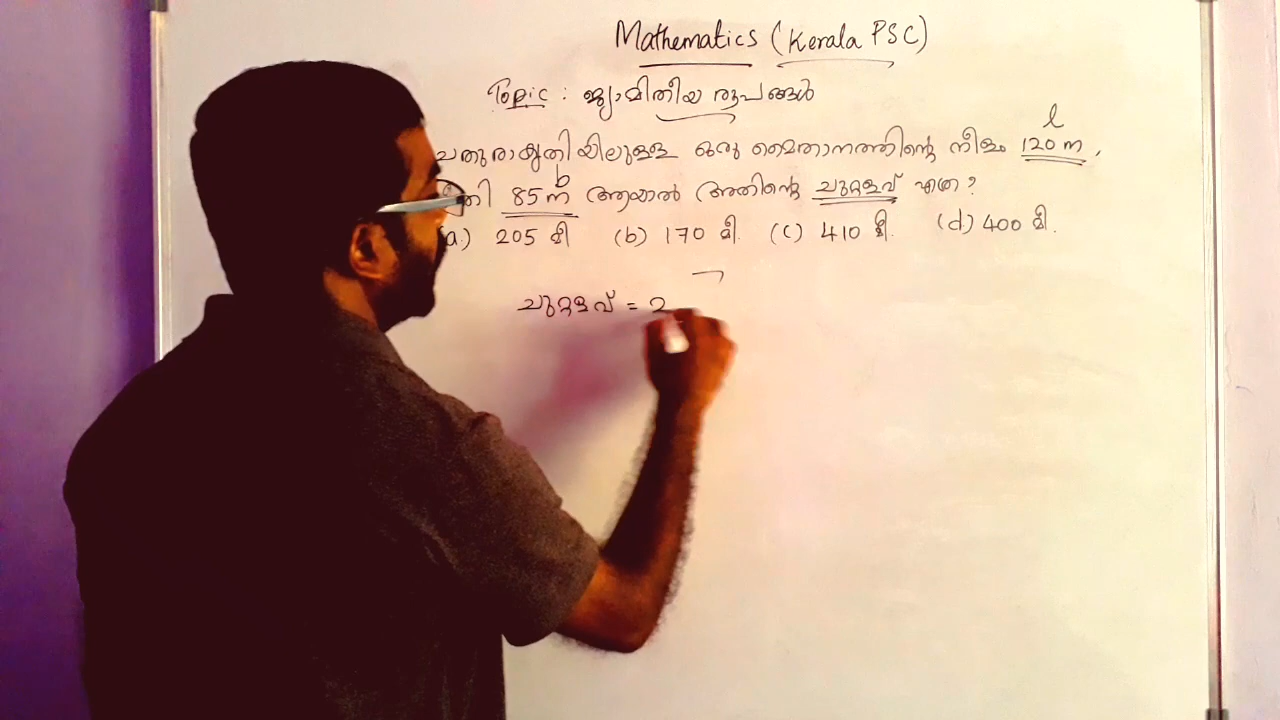 Mathematics (Kerala PSC)
Topic : ജ്യാമിതീയ രൂപങ്ങൾ
l
ചതുരാകൃതിയിലുള്ള ഒരു മൈതാനത്തിന്റെ നീളം 120 m ,
b
85 m ആയാൽ അതിന്റെ ചുറ്റളവ് എത്ര?
(a.) 205 മീ (b) 170 മീ. (c) 410 മീ. (d) 400 മീ.
ചുറ്റളവ് = 2